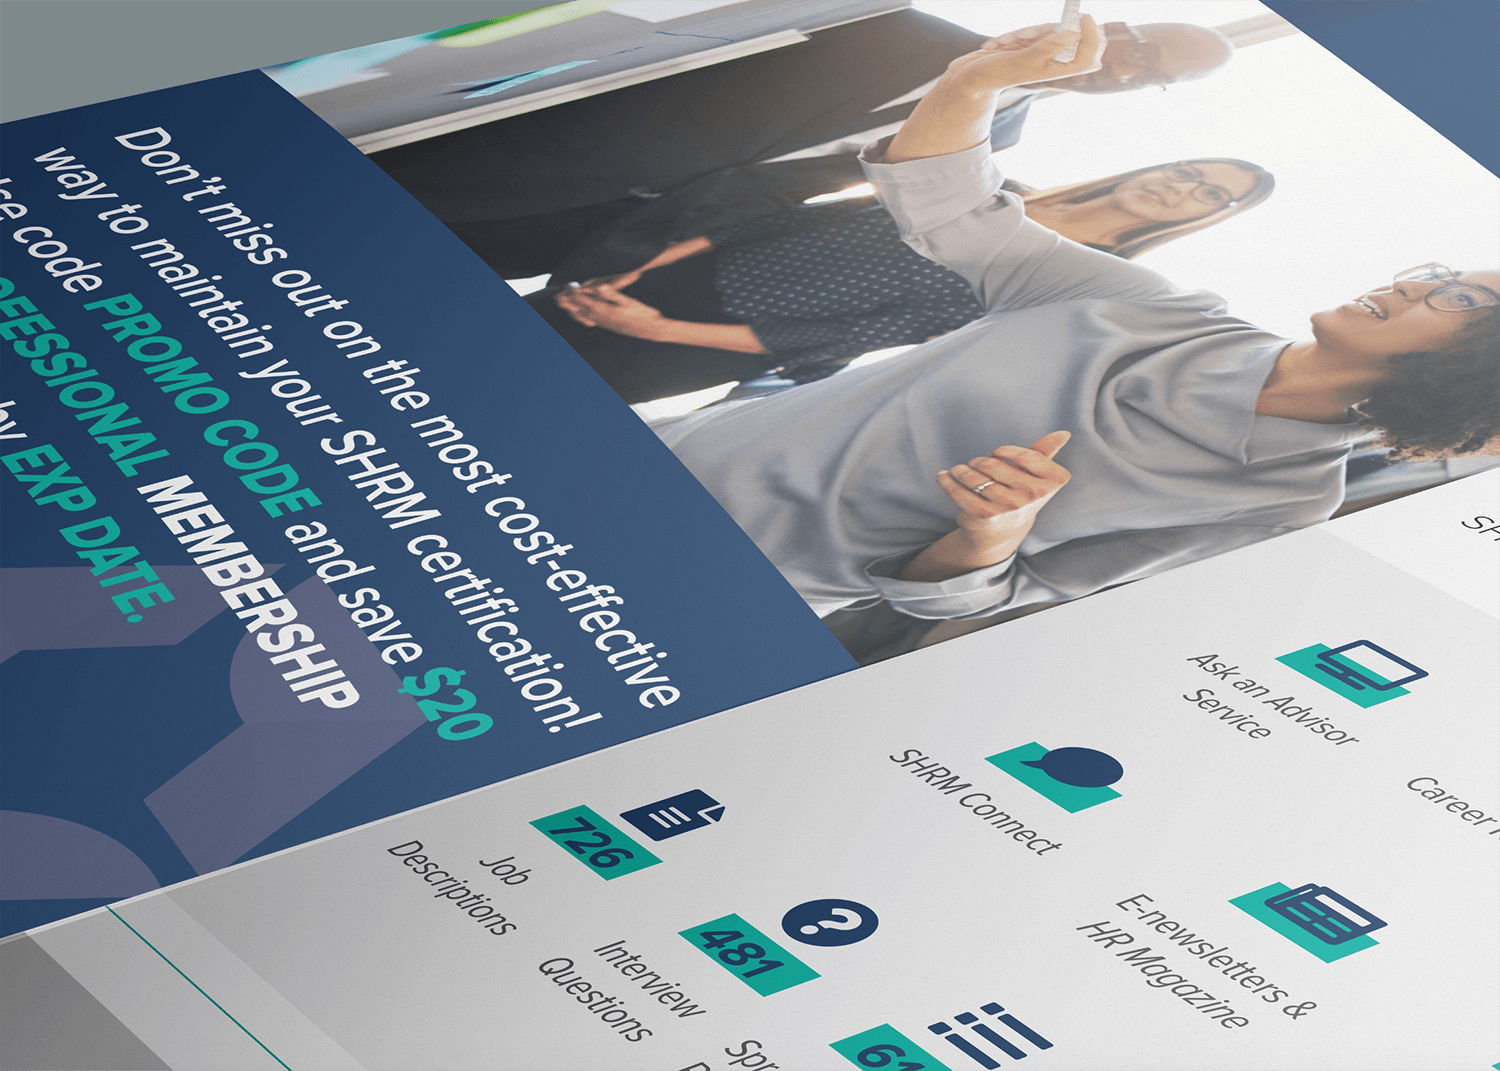 Don't miss out on the most cost-effective
way to maintain your SHRM certification!
code PROMO CODE and save $20
MEMBERSHIP
by EXP DATE.
Ask an Advisor
Service
SHRM Connect
Career
726
Job
Descriptions
E-newsletters &
HR Magazine
481
Interview
Questions